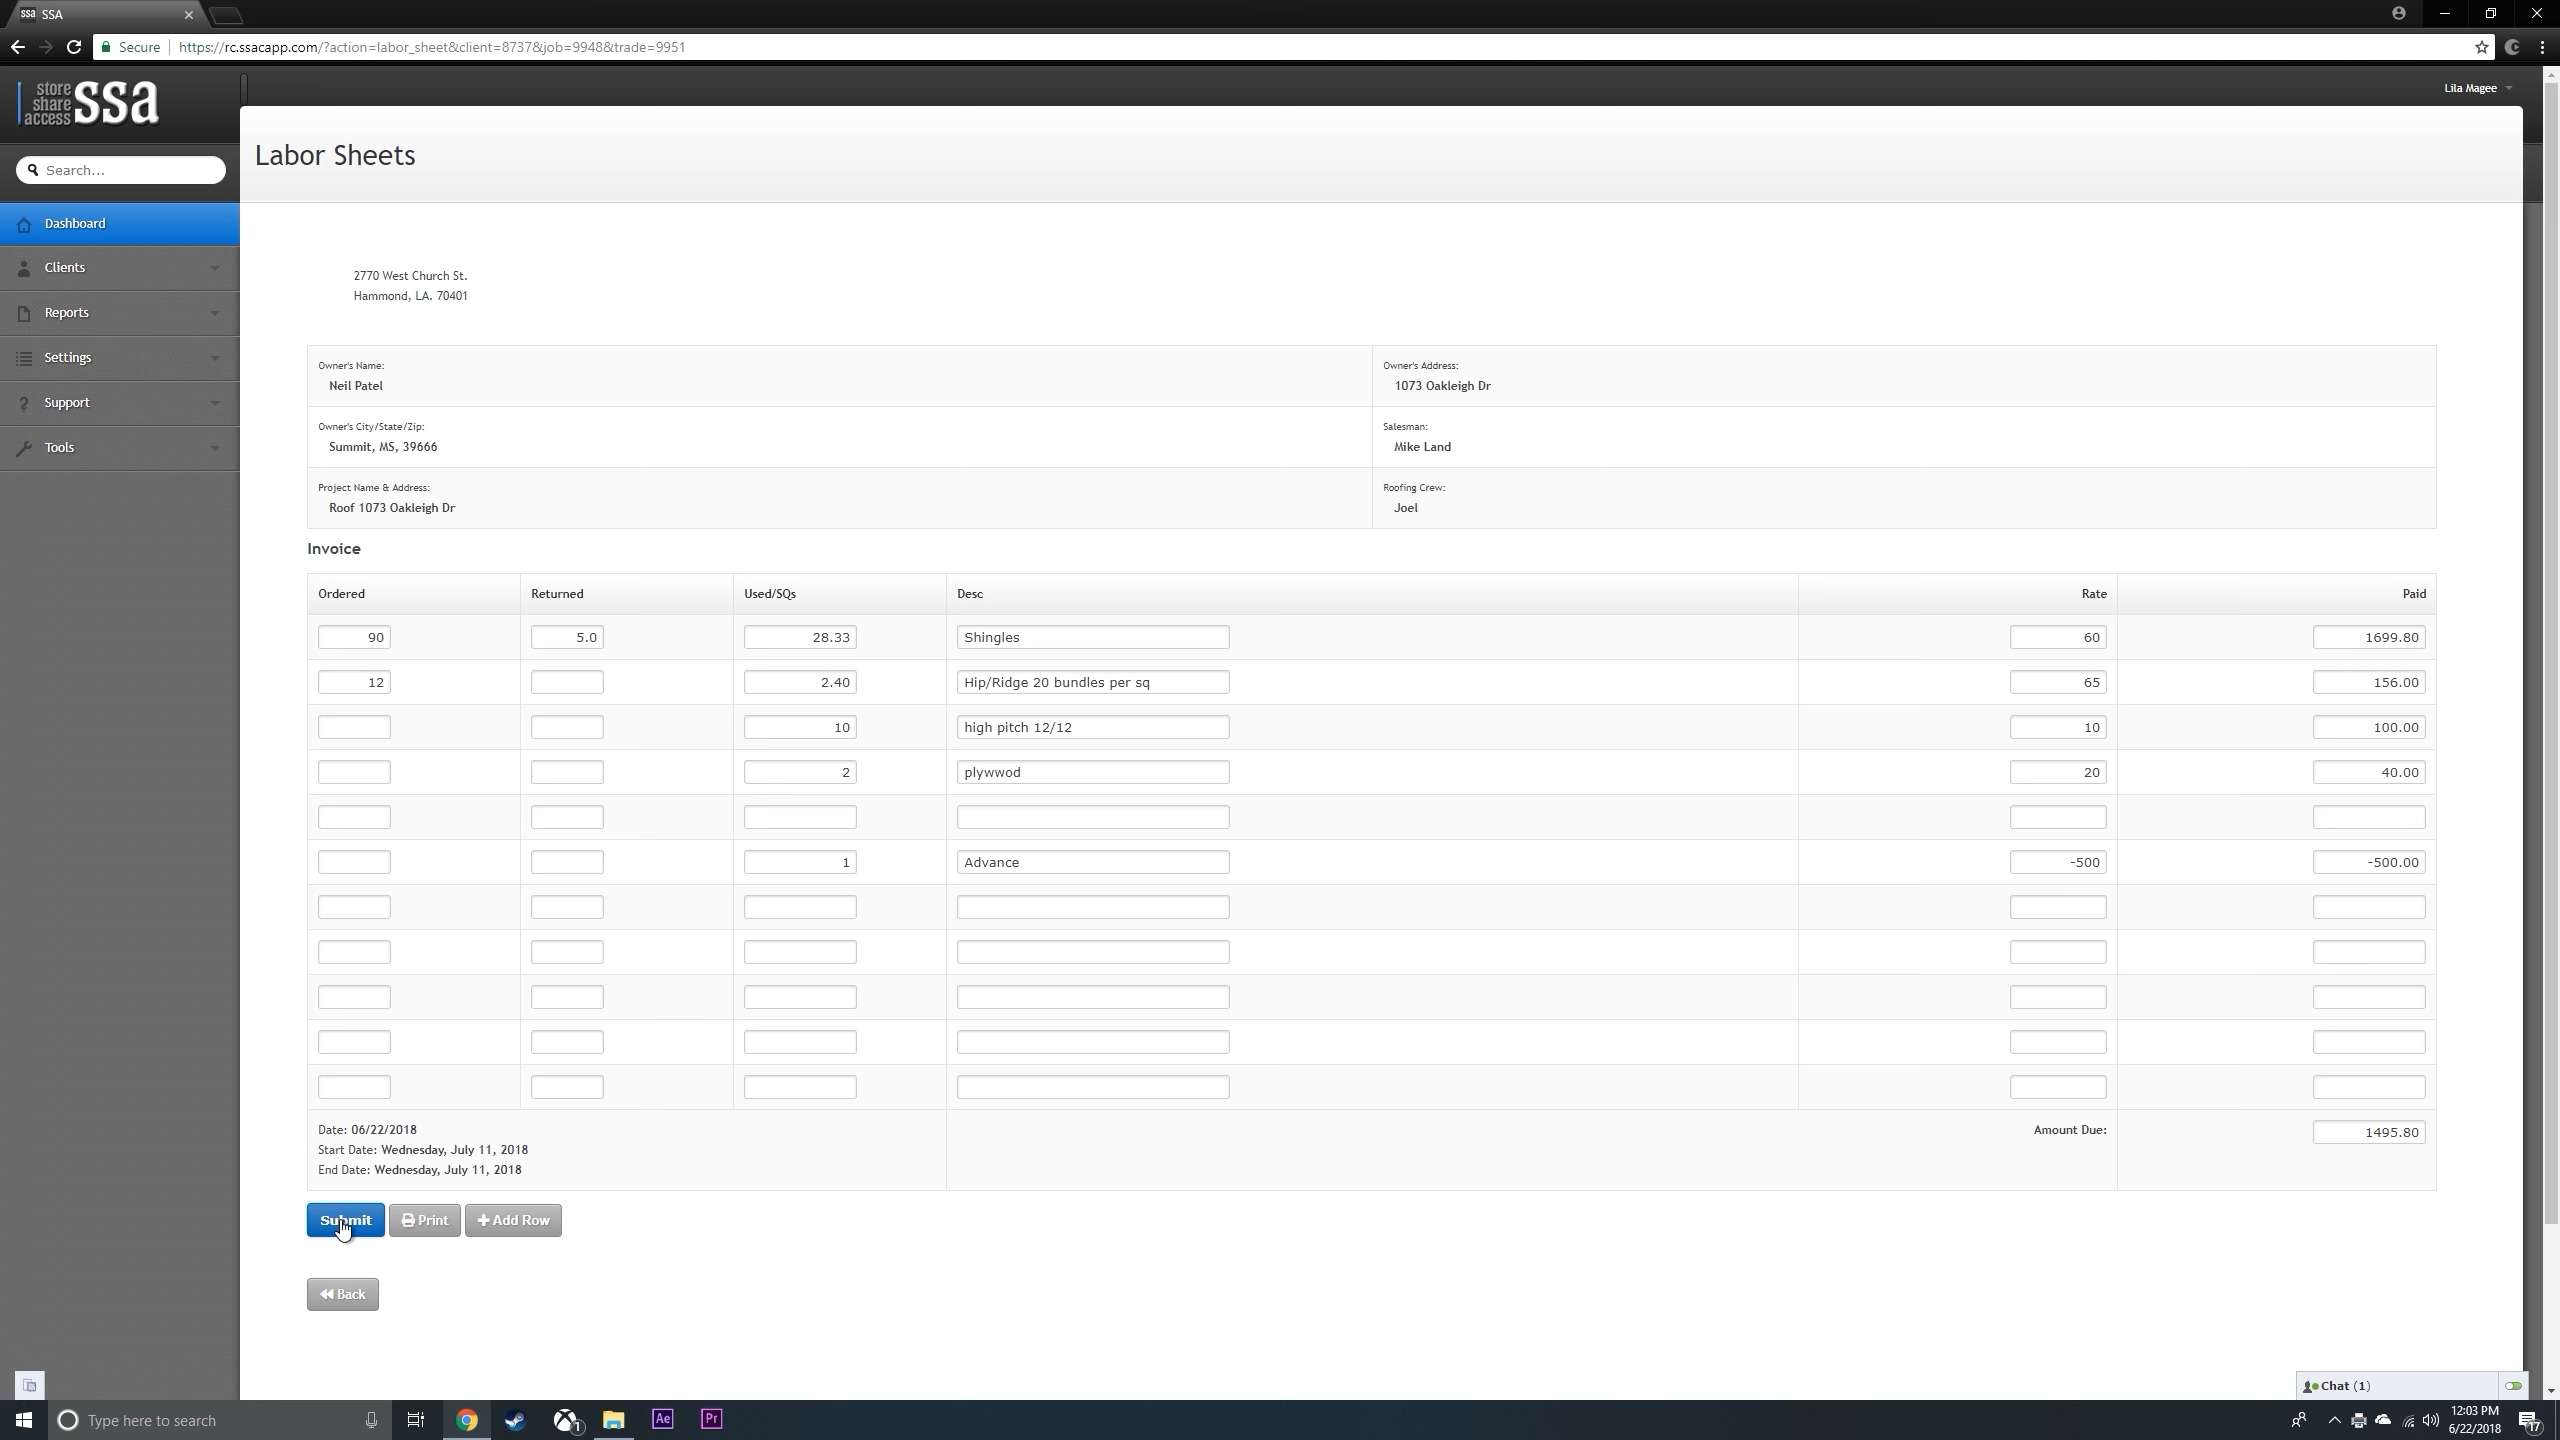 ssa SSA
Secure https://rc.ssacapp.com/?action=labor_sheet&client=8737&job=9948&trade=9951
store
share
access
ssa
Lila Magee
Search...
Labor Sheets
Dashboard
Clients
Reports
Settings
Support
Tools
2770 West Church St.
Hammond, LA. 70401
Owner's Name:
Neil Patel
Owner's Address:
1073 Oakleigh Dr
Owner's City/State/Zip:
Summit, MS, 39666
Salesman:
Mike Land
Project Name & Address:
Roof 1073 Oakleigh Dr
Roofing Crew:
Joel
Invoice
Ordered Returned Used/SQs Desc Rate Paid
90 5.0 28.33 Shingles 60 1699.80
12 2.40 Hip/Ridge 20 bundles per sq 65 156.00
10 high pitch 12/12 10 100.00
2 plywwod 20 40.00
1 Advance -500 -500.00
Date: 06/22/2018
Start Date: Wednesday, July 11, 2018
End Date: Wednesday, July 11, 2018
Amount Due: 1495.80
Submit Print Add Row
Back
Chat (1)
Type here to search
1
Ae
Pr
12:03 PM
6/22/2018
17